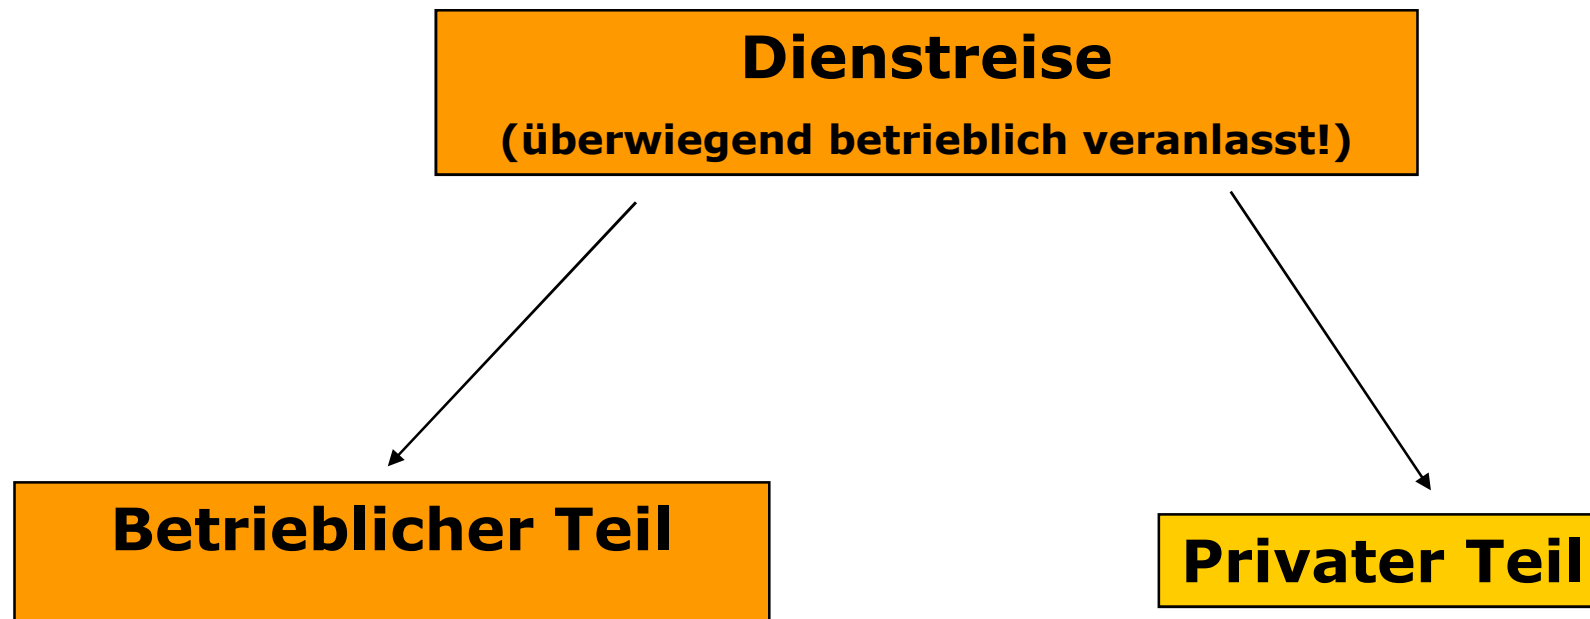 Dienstreise
(überwiegend betrieblich veranlasst!)
Betrieblicher Teil
Privater Teil